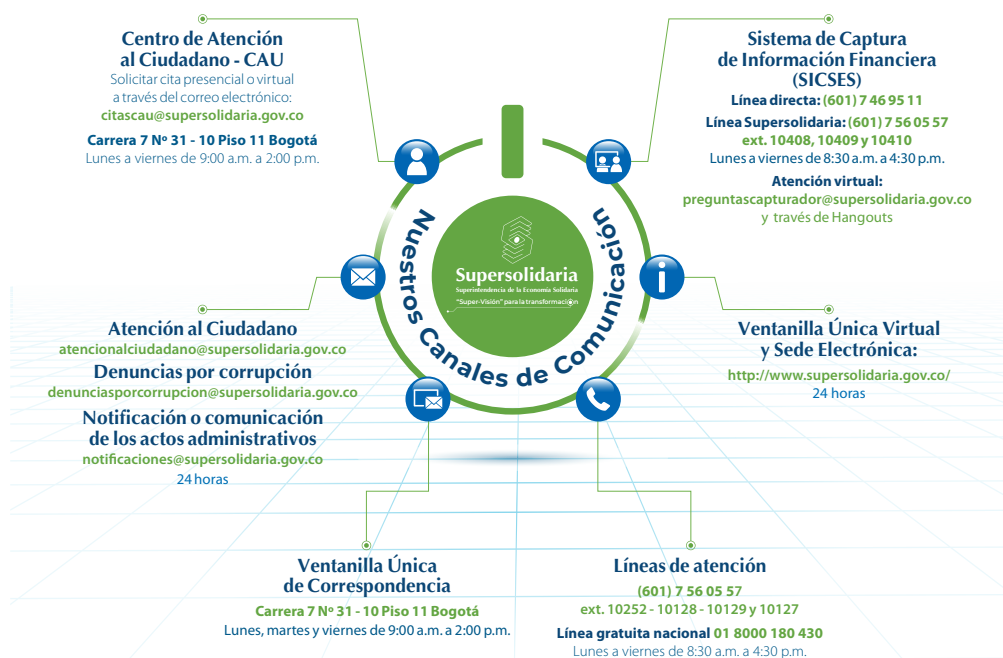 Centro de Atención
al Ciudadano - CAU
Solicitar cita presencial o virtual
a través del correo electrónico:
citascau@supersolidaria.gov.co
Carrera 7 Nº 31 - 10 Piso 11 Bogotá
Lunes a viernes de 9:00 a.m. a 2:00 p.m.
Sistema de Captura
de Información Financiera
(SICSES)
Línea directa: (601) 7 46 95 11
Línea Supersolidaria: (601) 7 56 05 57
ext. 10408, 10409 y 10410
Lunes a viernes de 8:30 a.m. a 4:30 p.m.
Atención virtual:
preguntascapturador@supersolidaria.gov.co
y través de Hangouts
Nuestros Canales de Comunicación
Supersolidaria
Superintendencia de la Economía Solidaria
"Super-Visión" para la transformación
Atención al Ciudadano
atencionalciudadano@supersolidaria.gov.co
Denuncias por corrupción
denunciasporcorrupcion@supersolidaria.gov.co
Notificación o comunicación
de los actos administrativos
notificaciones@supersolidaria.gov.co
24 horas
Ventanilla Única Virtual
y Sede Electrónica:
http://www.supersolidaria.gov.co/
24 horas
Ventanilla Única
de Correspondencia
Carrera 7 Nº 31 - 10 Piso 11 Bogotá
Lunes, martes y viernes de 9:00 a.m. a 2:00 p.m.
Líneas de atención
(601) 7 56 05 57
ext. 10252 - 10128 - 10129 y 10127
Línea gratuita nacional 01 8000 180 430
Lunes a viernes de 8:30 a.m. a 4:30 p.m.